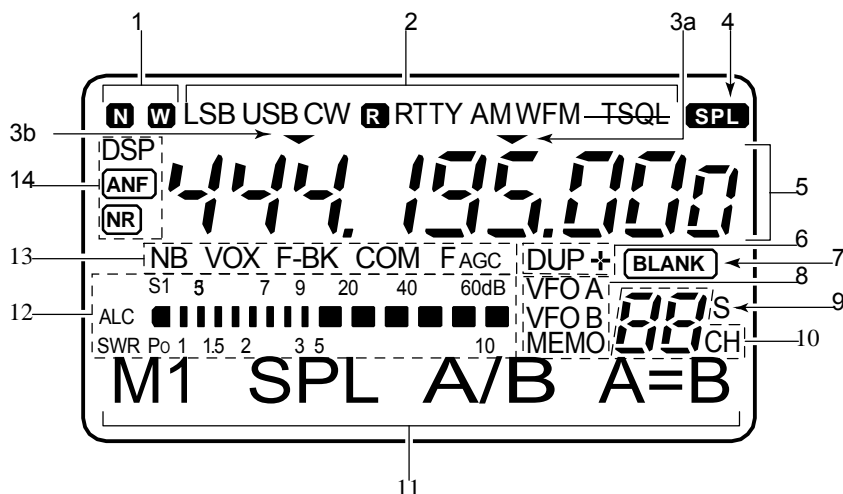 1 2 3a 4
N W LSB USB CW R RTTY AM WFM TSQL SPL
3b
DSP
14 ANF 444.195.000 5
NR
6
13 NB VOX F-BK COM F AGC DUP + BLANK 7
S1 3 5 7 9 20 40 60dB VFO A 8
12 ALC VFO B 88 S 9
SWR Po 1 1.5 2 3 5 10 MEMO CH 10
M1 SPL A/B A=B
11